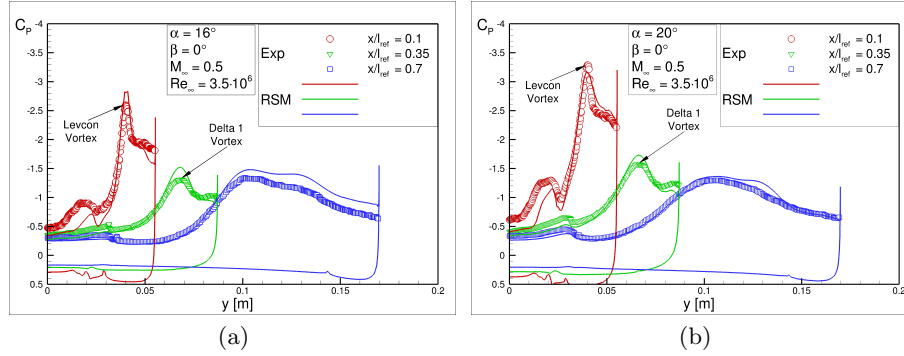 C_P
-4
-3.5
-3
-2.5
-2
-1.5
-1
-0.5
0
0.5
0
0.05
0.1
0.15
0.2
y [m]
α = 16°
β = 0°
M_∞ = 0.5
Re_∞ = 3.5·10^6
Exp
RSM
x/l_ref = 0.1
x/l_ref = 0.35
x/l_ref = 0.7
Levcon
Vortex
Delta 1
Vortex
(a)
C_P
-4
-3.5
-3
-2.5
-2
-1.5
-1
-0.5
0
0.5
0
0.05
0.1
0.15
0.2
y [m]
α = 20°
β = 0°
M_∞ = 0.5
Re_∞ = 3.5·10^6
Exp
RSM
x/l_ref = 0.1
x/l_ref = 0.35
x/l_ref = 0.7
Levcon
Vortex
Delta 1
Vortex
(b)